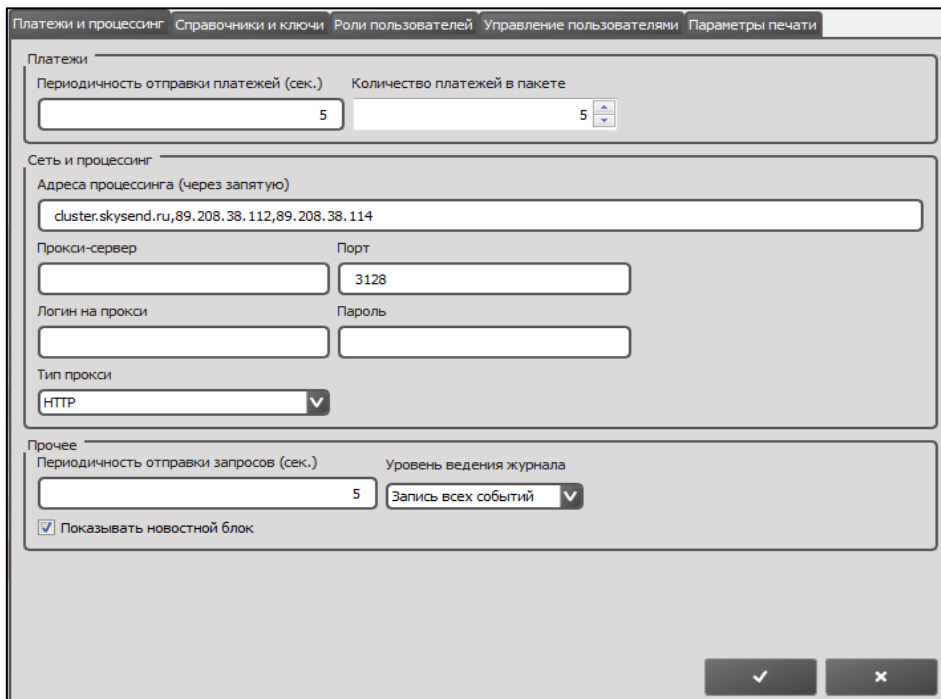 Платежи и процессинг Справочники и ключи Роли пользователей Управление пользователями Параметры печати
Платежи
Периодичность отправки платежей (сек.) Количество платежей в пакете
5 5
Сеть и процессинг
Адреса процессинга (через запятую)
cluster.skysend.ru,89.208.38.112,89.208.38.114
Прокси-сервер Порт
3128
Логин на прокси Пароль
Тип прокси
HTTP
Прочее
Периодичность отправки запросов (сек.) Уровень ведения журнала
5 Запись всех событий
Показывать новостной блок